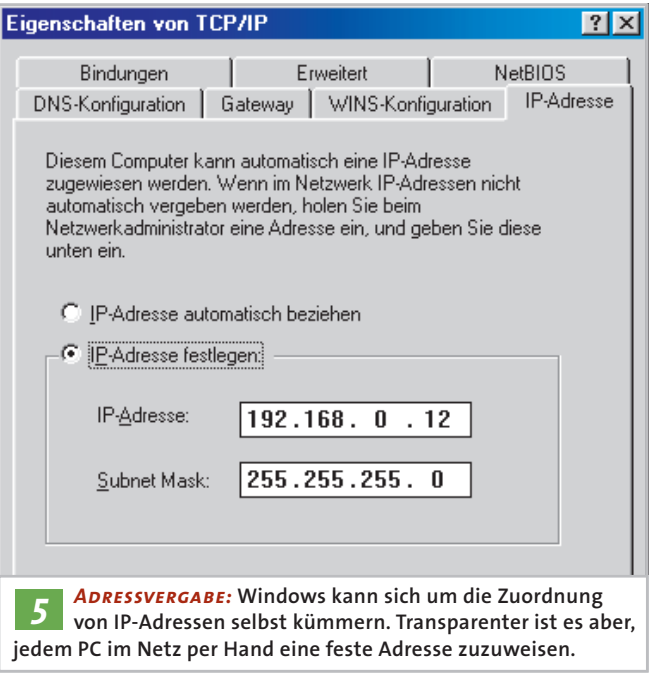 Eigenschaften von TCP/IP
Bindungen Erweitert NetBIOS
DNS-Konfiguration Gateway WINS-Konfiguration IP-Adresse
Diesem Computer kann automatisch eine IP-Adresse
zugewiesen werden. Wenn im Netzwerk IP-Adressen nicht
automatisch vergeben werden, holen Sie beim
Netzwerkadministrator eine Adresse ein, und geben Sie diese
unten ein.
IP-Adresse automatisch beziehen
IP-Adresse festlegen:
IP-Adresse: 192.168. 0 .12
Subnet Mask: 255.255.255. 0
5 ADRESSVERGABE: Windows kann sich um die Zuordnung
von IP-Adressen selbst kümmern. Transparenter ist es aber,
jedem PC im Netz per Hand eine feste Adresse zuzuweisen.